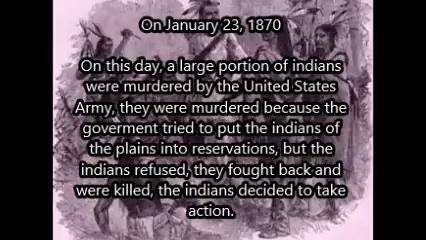 On January 23, 1870
On this day, a large portion of indians
were murdered by the United States
Army, they were murdered because the
goverment tried to put the indians of
the plains into reservations, but the
indians refused, they fought back and
were killed, the indians decided to take
action.